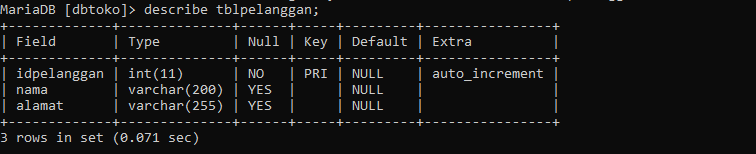 MariaDB [dbtoko]> describe tblpelanggan;
+-------------+--------------+------+-----+---------+----------------+
| Field       | Type         | Null | Key | Default | Extra          |
+-------------+--------------+------+-----+---------+----------------+
| idpelanggan | int(11)      | NO   | PRI | NULL    | auto_increment |
| nama        | varchar(200) | YES  |     | NULL    |                |
| alamat      | varchar(255) | YES  |     | NULL    |                |
+-------------+--------------+------+-----+---------+----------------+
3 rows in set (0.071 sec)